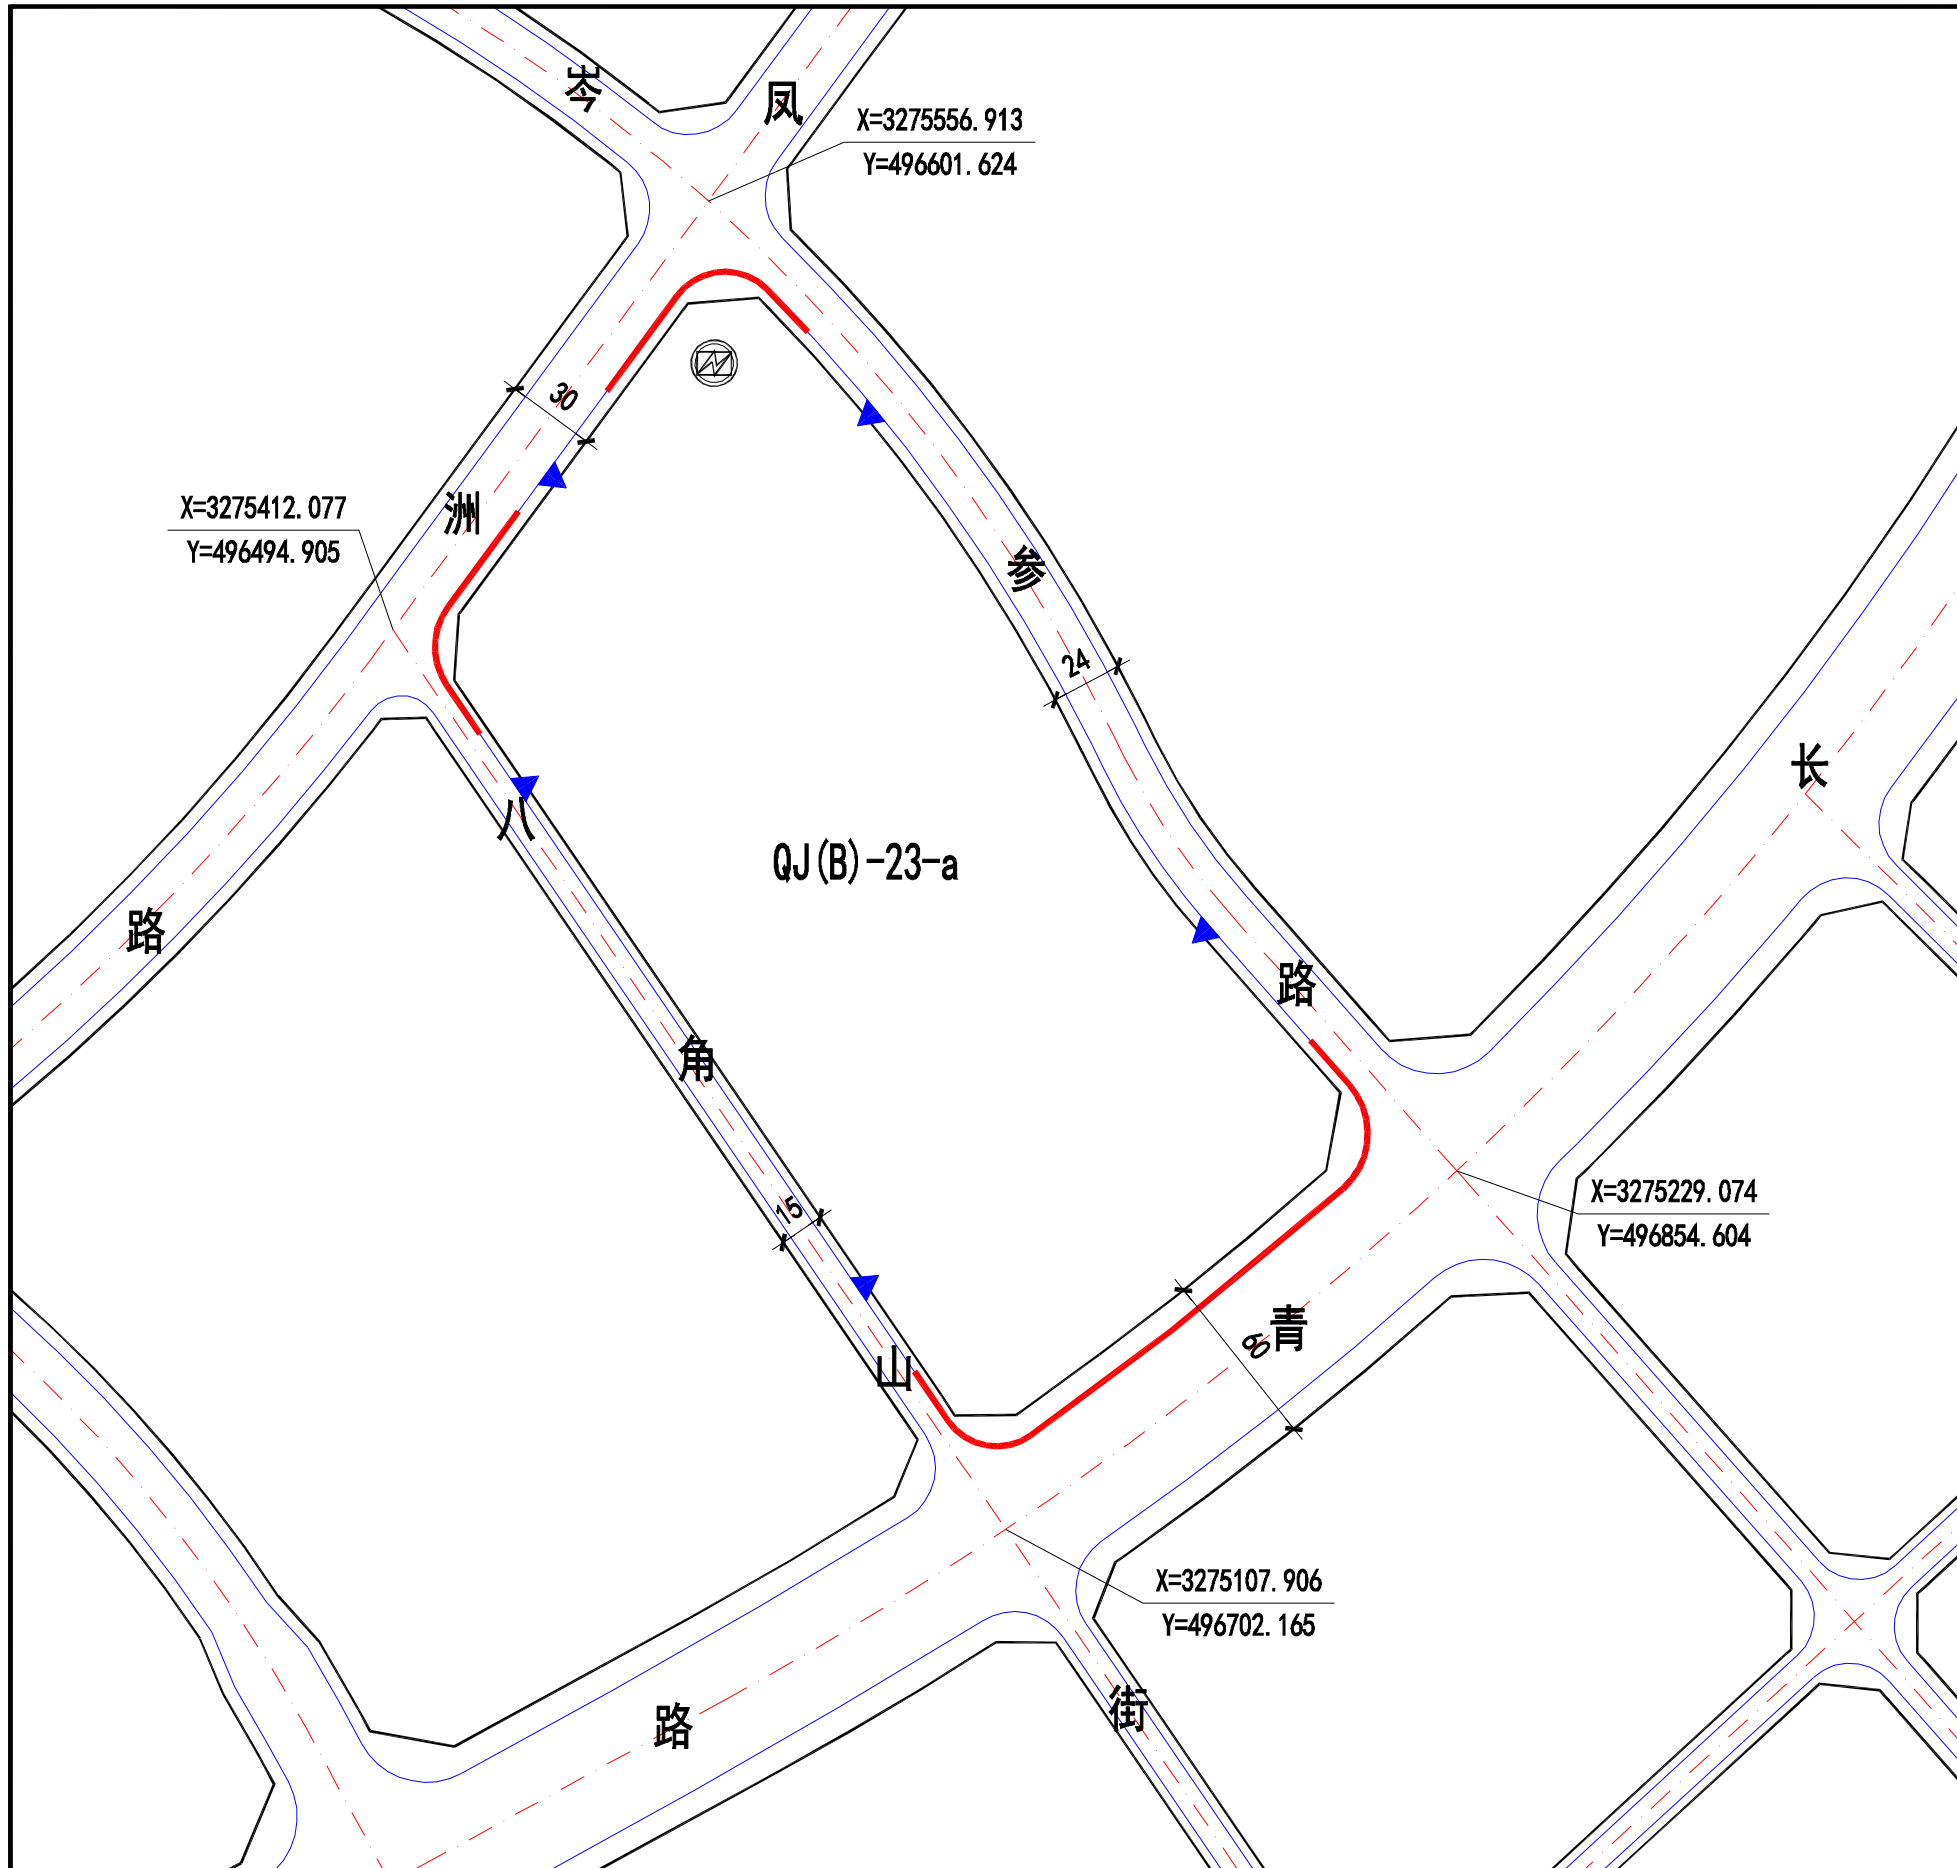 岑
凤
X=3275556.913
Y=496601.624
30
洲
X=3275412.077
Y=496494.905
参
24
长
八
QJ(B)-23-a
路
路
角
15
X=3275229.074
Y=496854.604
青
60
山
X=3275107.906
Y=496702.165
路
街